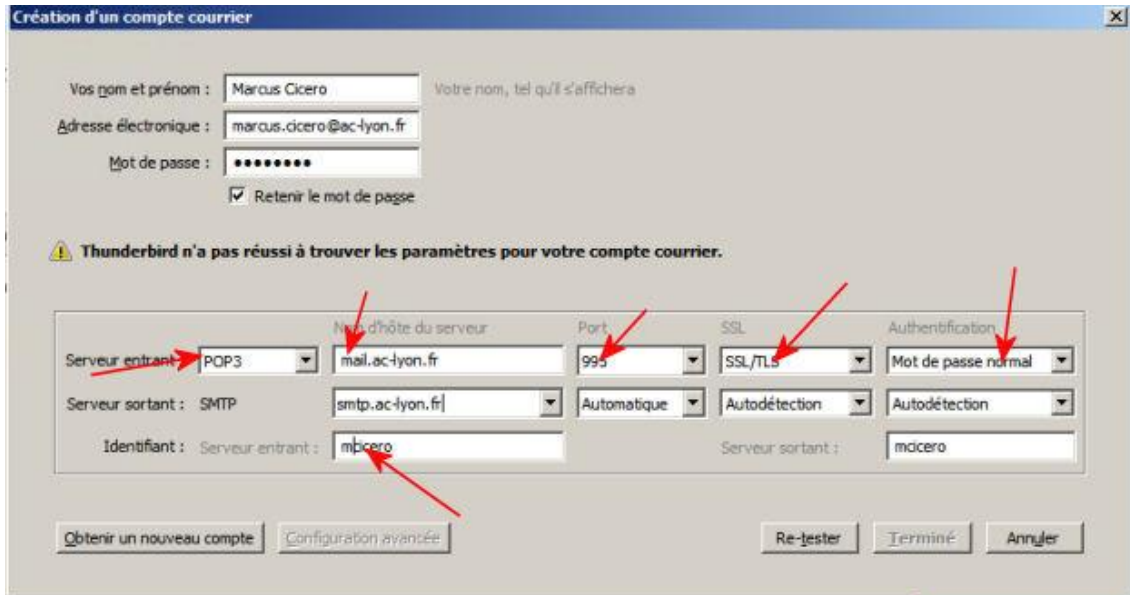 Création d'un compte courrier
Vos nom et prénom : Marcus Cicero Votre nom, tel qu'il s'affichera
Adresse électronique : marcus.cicero@ac-lyon.fr
Mot de passe : ●●●●●●●●
Retenir le mot de passe
Thunderbird n'a pas réussi à trouver les paramètres pour votre compte courrier.
Nom d'hôte du serveur Port SSL Authentification
Serveur entrant : POP3 mail.ac-lyon.fr 995 SSL/TLS Mot de passe normal
Serveur sortant : SMTP smtp.ac-lyon.fr Automatique Autodétection Autodétection
Identifiant : Serveur entrant : mcicero Serveur sortant : mcicero
Obtenir un nouveau compte Configuration avancée Re-tester Terminé Annuler